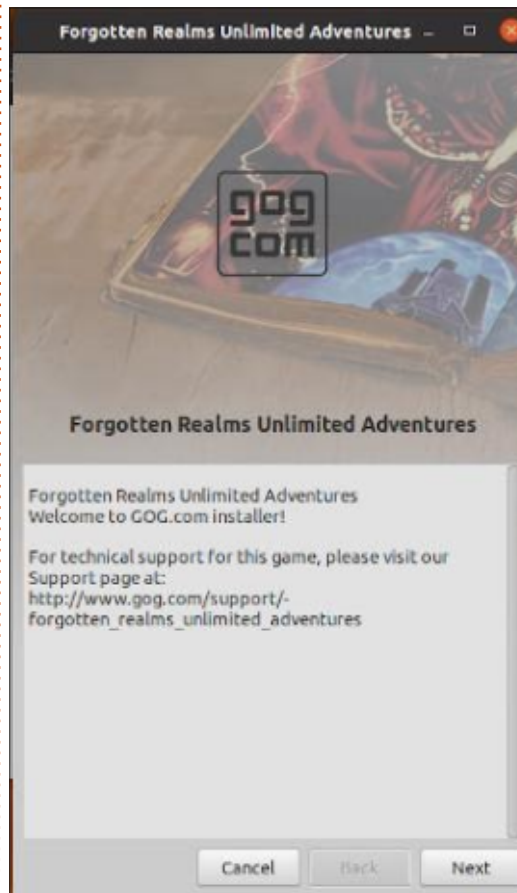 Forgotten Realms Unlimited Adventures
gog
com
Forgotten Realms Unlimited Adventures
Forgotten Realms Unlimited Adventures
Welcome to GOG.com installer!
For technical support for this game, please visit our
Support page at:
http://www.gog.com/support/-
forgotten_realms_unlimited_adventures
Cancel
Back
Next